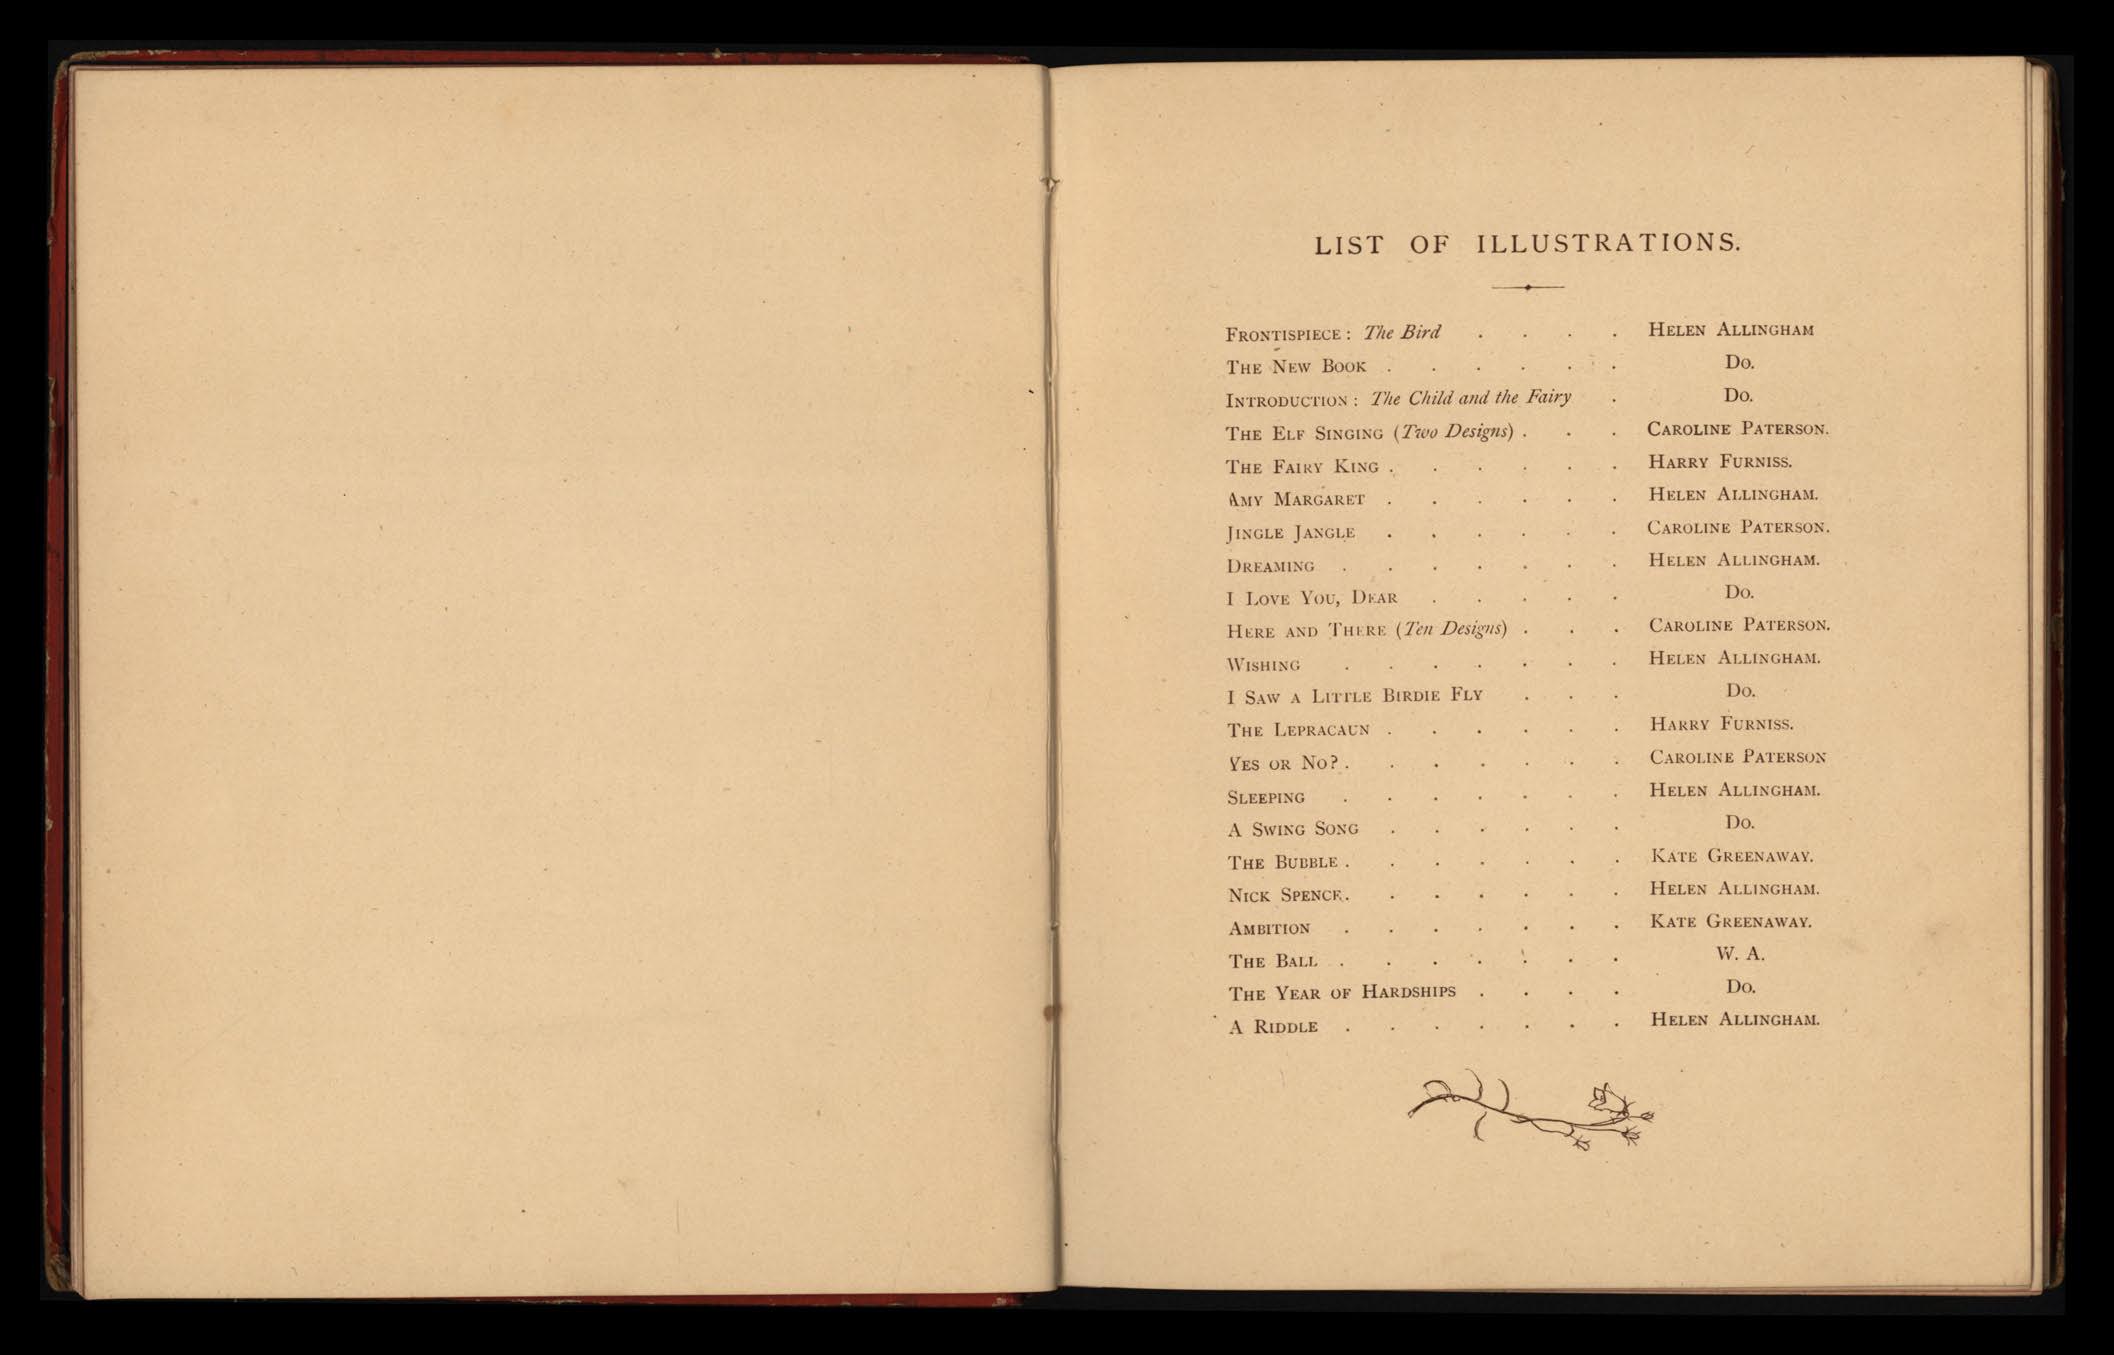 LIST OF ILLUSTRATIONS.
FRONTISPIECE: The Bird . . . . HELEN ALLINGHAM
THE NEW BOOK . . . . . . Do.
INTRODUCTION: The Child and the Fairy . Do.
THE ELF SINGING (Two Designs) . . . CAROLINE PATERSON.
THE FAIRY KING . . . . . . HARRY FURNISS.
AMY MARGARET . . . . . . HELEN ALLINGHAM.
JINGLE JANGLE . . . . . . CAROLINE PATERSON.
DREAMING . . . . . . . HELEN ALLINGHAM.
I LOVE YOU, DEAR . . . . . Do.
HERE AND THERE (Ten Designs) . . . CAROLINE PATERSON.
WISHING . . . . . . . HELEN ALLINGHAM.
I SAW A LITTLE BIRDIE FLY . . . Do.
THE LEPRACAUN . . . . . . HARRY FURNISS.
YES OR NO? . . . . . . . CAROLINE PATERSON
SLEEPING . . . . . . . HELEN ALLINGHAM.
A SWING SONG . . . . . . Do.
THE BUBBLE . . . . . . . KATE GREENAWAY.
NICK SPENCE . . . . . . . HELEN ALLINGHAM.
AMBITION . . . . . . . KATE GREENAWAY.
THE BALL . . . . . . . W. A.
THE YEAR OF HARDSHIPS . . . . Do.
A RIDDLE . . . . . . . HELEN ALLINGHAM.